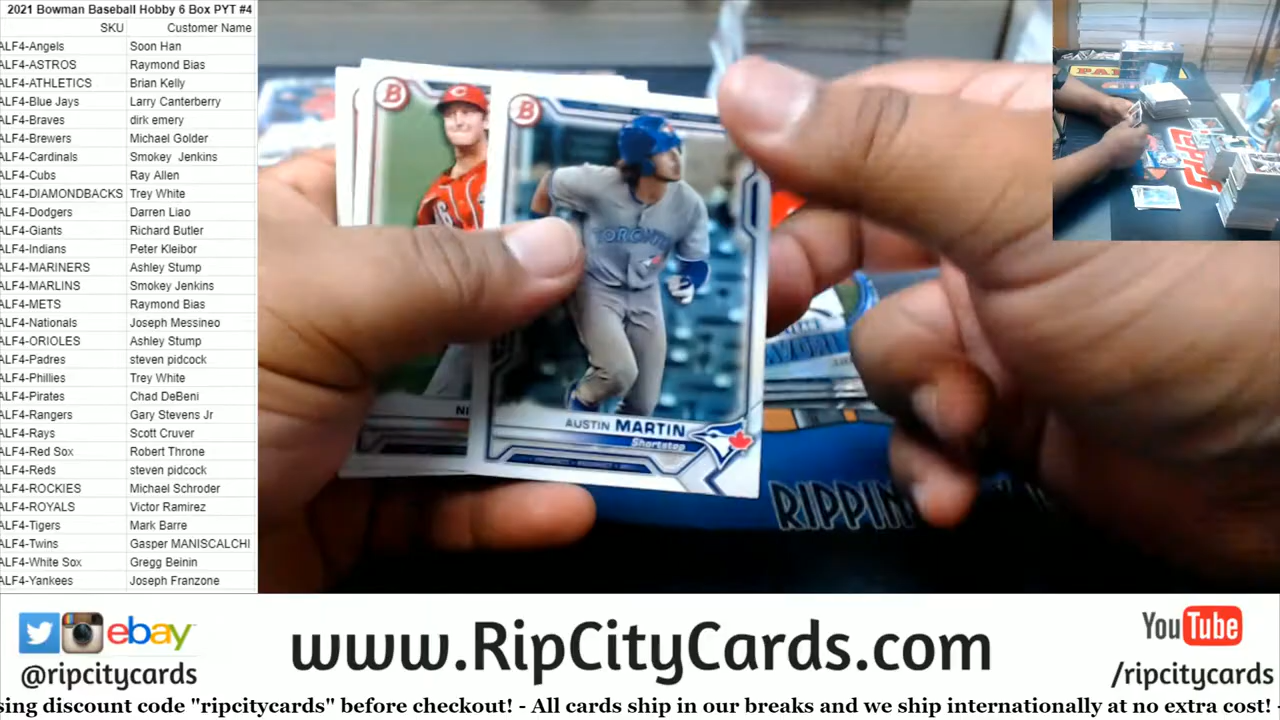 2021 Bowman Baseball Hobby 6 Box PYT #4
SKU Customer Name
ALF4-Angels Soon Han
ALF4-ASTROS Raymond Bias
ALF4-ATHLETICS Brian Kelly
ALF4-Blue Jays Larry Canterberry
ALF4-Braves dirk emery
ALF4-Brewers Michael Golder
ALF4-Cardinals Smokey Jenkins
ALF4-Cubs Ray Allen
ALF4-DIAMONDBACKS Trey White
ALF4-Dodgers Darren Liao
ALF4-Giants Richard Butler
ALF4-Indians Peter Kleibor
ALF4-MARINERS Ashley Stump
ALF4-MARLINS Smokey Jenkins
ALF4-METS Raymond Bias
ALF4-Nationals Joseph Messineo
ALF4-ORIOLES Ashley Stump
ALF4-Padres steven pidcock
ALF4-Phillies Trey White
ALF4-Pirates Chad DeBeni
ALF4-Rangers Gary Stevens Jr
ALF4-Rays Scott Cruver
ALF4-Red Sox Robert Throne
ALF4-Reds steven pidcock
ALF4-ROCKIES Michael Schroder
ALF4-ROYALS Victor Ramirez
ALF4-Tigers Mark Barre
ALF4-Twins Gasper MANISCALCHI
ALF4-White Sox Gregg Beinin
ALF4-Yankees Joseph Franzone
B
B
TORONTO
AUSTIN MARTIN
Shortstop
NI
RIPPIN
ebay
@ripcitycards
www.RipCityCards.com
YouTube
/ripcitycards
sing discount code "ripcitycards" before checkout! - All cards ship in our breaks and we ship internationally at no extra cost! -